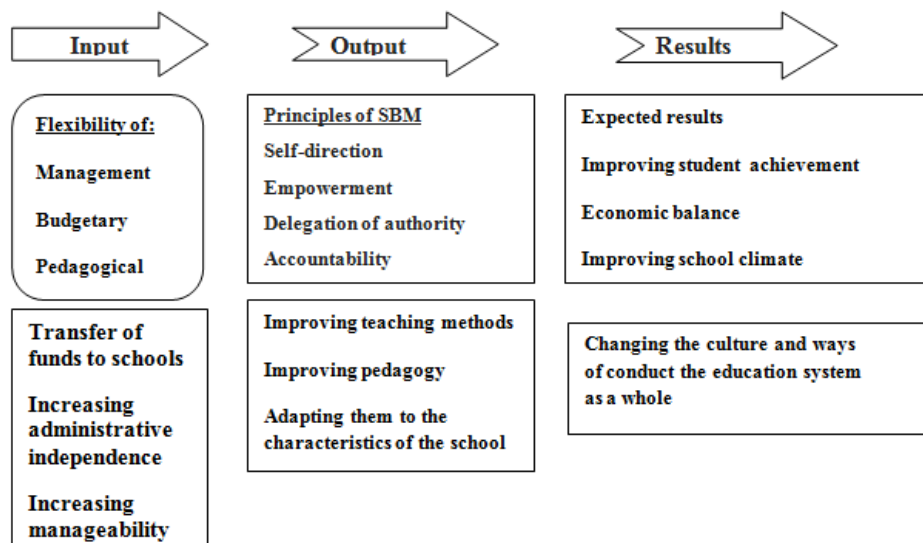 Input
Output
Results
Flexibility of:
Management
Budgetary
Pedagogical
Transfer of
funds to schools
Increasing
administrative
independence
Increasing
manageability
Principles of SBM
Self-direction
Empowerment
Delegation of authority
Accountability
Improving teaching methods
Improving pedagogy
Adapting them to the
characteristics of the school
Expected results
Improving student achievement
Economic balance
Improving school climate
Changing the culture and ways
of conduct the education system
as a whole